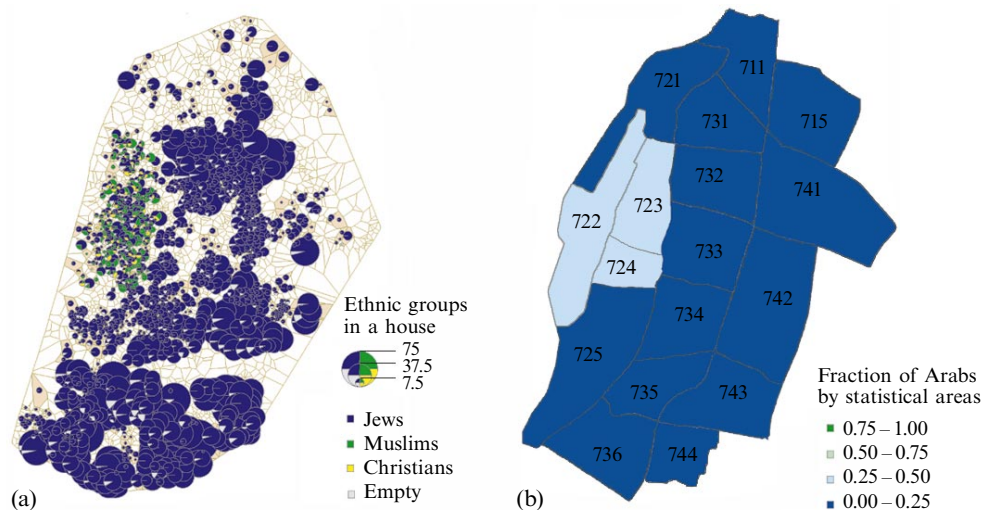 Ethnic groups
in a house
75
37.5
7.5
Jews
Muslims
Christians
Empty
(a)
721
711
731
715
732
741
722
723
733
724
742
734
725
735
743
736
744
Fraction of Arabs
by statistical areas
0.75 – 1.00
0.50 – 0.75
0.25 – 0.50
0.00 – 0.25
(b)